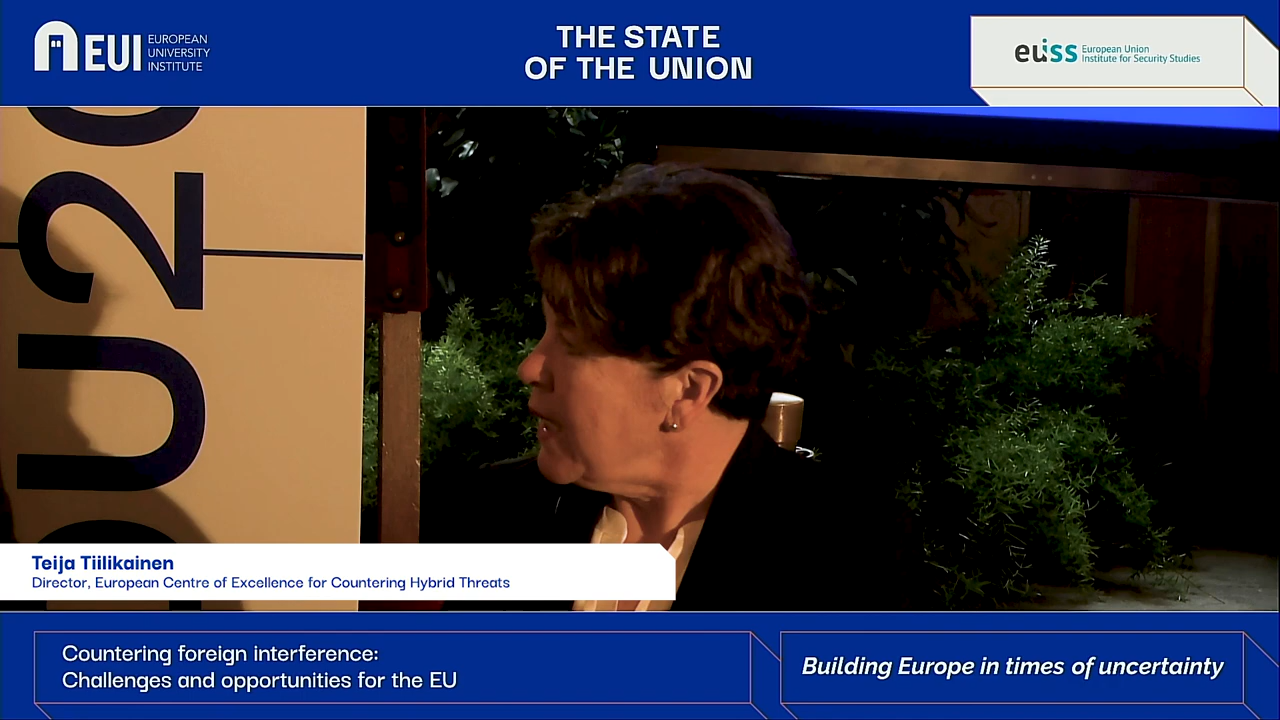 EUI
EUROPEAN
UNIVERSITY
INSTITUTE
THE STATE
OF THE UNION
euiss
European Union
Institute for Security Studies
OU20
Teija Tiilikainen
Director, European Centre of Excellence for Countering Hybrid Threats
Countering foreign interference:
Challenges and opportunities for the EU
Building Europe in times of uncertainty